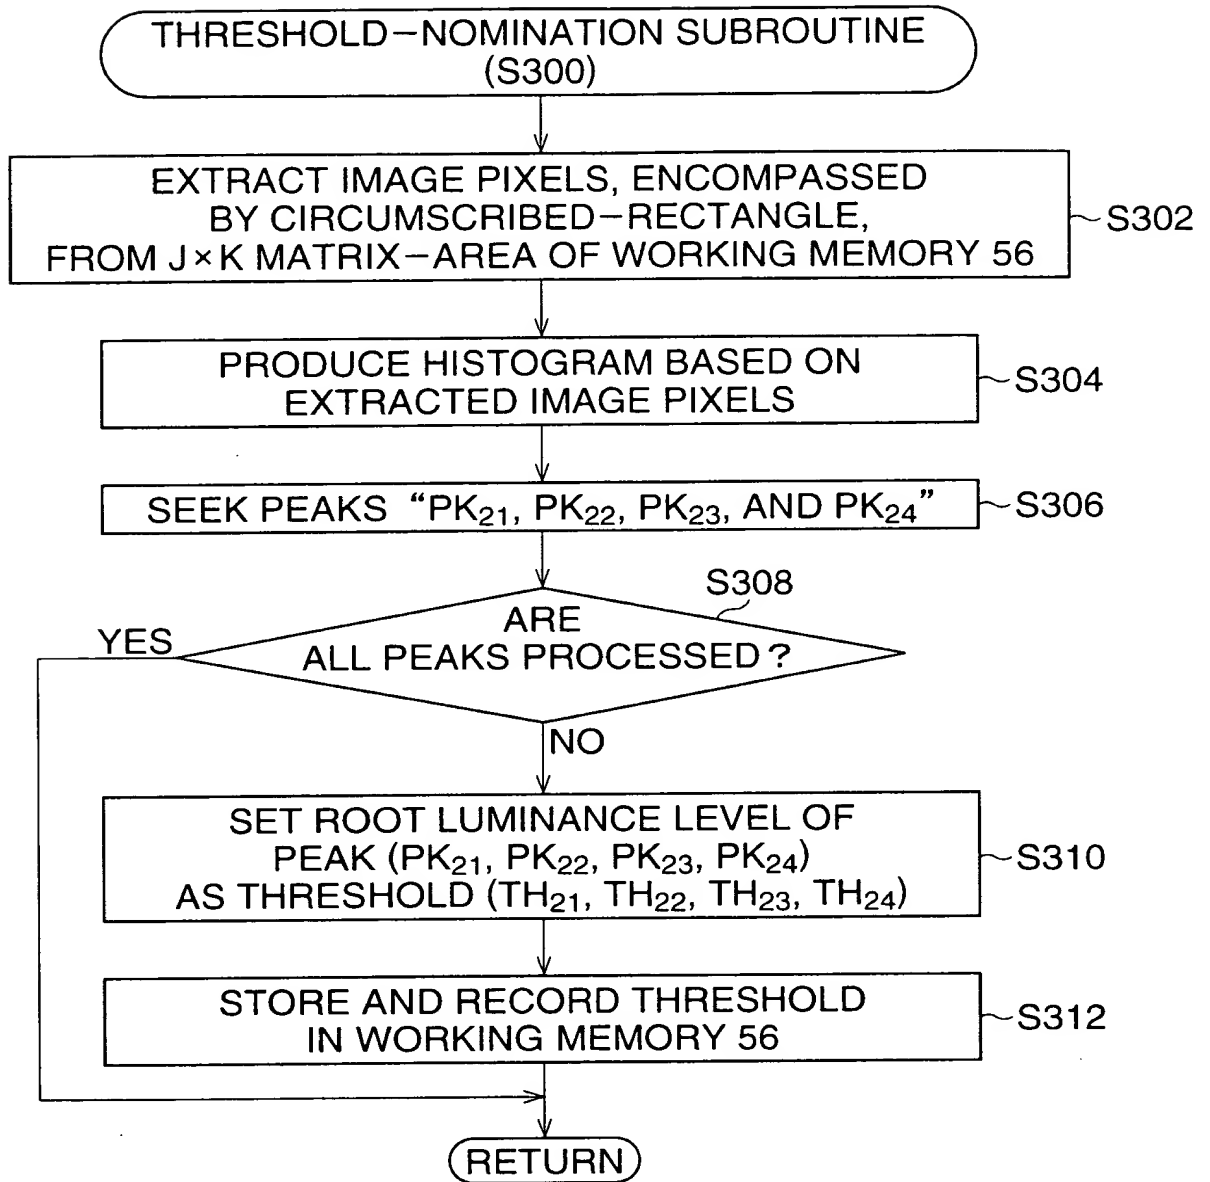 THRESHOLD-NOMINATION SUBROUTINE
(S300)
EXTRACT IMAGE PIXELS, ENCOMPASSED
BY CIRCUMSCRIBED-RECTANGLE,
FROM J×K MATRIX-AREA OF WORKING MEMORY 56
S302
PRODUCE HISTOGRAM BASED ON
EXTRACTED IMAGE PIXELS
S304
SEEK PEAKS “PK21, PK22, PK23, AND PK24”
S306
S308
ARE
ALL PEAKS PROCESSED?
YES
NO
SET ROOT LUMINANCE LEVEL OF
PEAK (PK21, PK22, PK23, PK24)
AS THRESHOLD (TH21, TH22, TH23, TH24)
S310
STORE AND RECORD THRESHOLD
IN WORKING MEMORY 56
S312
RETURN